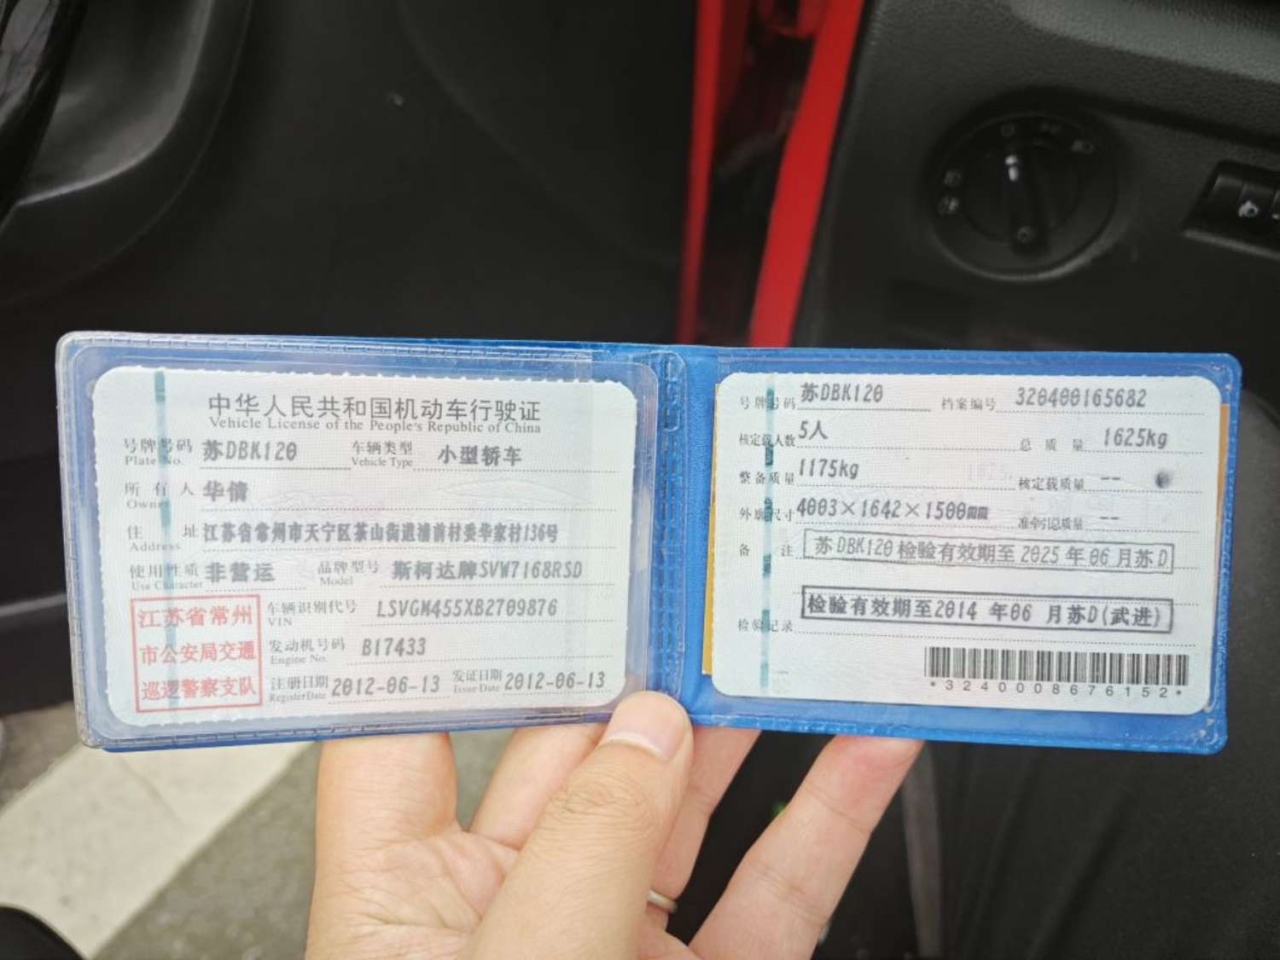 中华人民共和国机动车行驶证
Vehicle License of the People's Republic of China
号牌号码 苏DBK120 车辆类型 小型轿车
Plate No. Vehicle Type
所有人 华倩
Owner
住址 江苏省常州市天宁区茶山街道浦前村委华家村136号
Address
使用性质 非营运 品牌型号 斯柯达牌SVW7168RSD
Use Character Model
江苏省常州
市公安局交通
巡逻警察支队
车辆识别代号 LSVGM455XB2709876
VIN
发动机号码 B17433
Engine No.
注册日期 2012-06-13 发证日期 2012-06-13
Register Date Issue Date
号牌号码 苏DBK120 档案编号 320400165682
核定载人数 5人 总质量 1625kg
整备质量 1175kg 核定载质量 --
外廓尺寸 4003×1642×1500mm 准牵引总质量 --
备注 苏DBK120检验有效期至2025年06月苏D
检验有效期至2014年06月苏D(武进)
检验记录
*3240008676152*